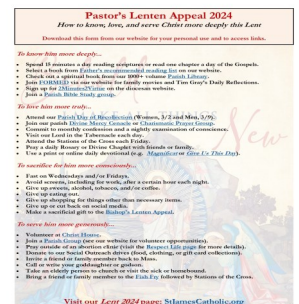 Pastor's Lenten Appeal 2024
How to know, love, and serve Christ more deeply this Lent
Download this form from our website for your personal use and to access links.
To know him more deeply...
• Spend 15 minutes a day reading scriptures or read one chapter a day of the Gospels.
• Select a book from Father's recommended reading list on our website.
• Check out a spiritual book from our 1000+ volume Parish Library.
• Join FORMED via our website for family movies and Tim Gray's Daily Reflections.
• Sign up for 2Minutes2Virtue on the diocesan website.
• Join a Parish Bible Study group.
To love him more truly...
• Attend our Parish Day of Recollection (Women, 3/2 and Men, 3/9).
• Join our parish Divine Mercy Cenacle or Charismatic Prayer Group.
• Commit to monthly confession and a nightly examination of conscience.
• Visit our Lord in the Tabernacle each day.
• Attend the Stations of the Cross each Friday.
• Pray a daily Rosary or Divine Chaplet with friends or family.
• Use a print or online daily devotional (e.g. Magnificat or Give Us This Day).
To sacrifice for him more consciously...
• Fast on Wednesdays and/or Fridays.
• Avoid screens, including for work, after a certain hour each night.
• Give up sweets, alcohol, tobacco, and/or coffee.
• Give up eating out.
• Give up shopping for things other than necessary items.
• Give up or cut back on social media.
• Make a sacrificial gift to the Bishop's Lenten Appeal.
To serve him more generously...
• Volunteer at Christ House.
• Join a Parish Group (see our website for volunteer opportunities).
• Pray outside of an abortion clinic (visit the Respect Life page for more details).
• Donate to our Social Outreach drives (food, clothing, or gift card collections).
• Invite a friend or family member back to Mass.
• Call or write your goddaughter or godson.
• Take an elderly person to church or visit the sick or homebound.
• Bring a friend or family member to the Fish Fry followed by Stations of the Cross.
Visit our Lent 2024 page: StJamesCatholic.org